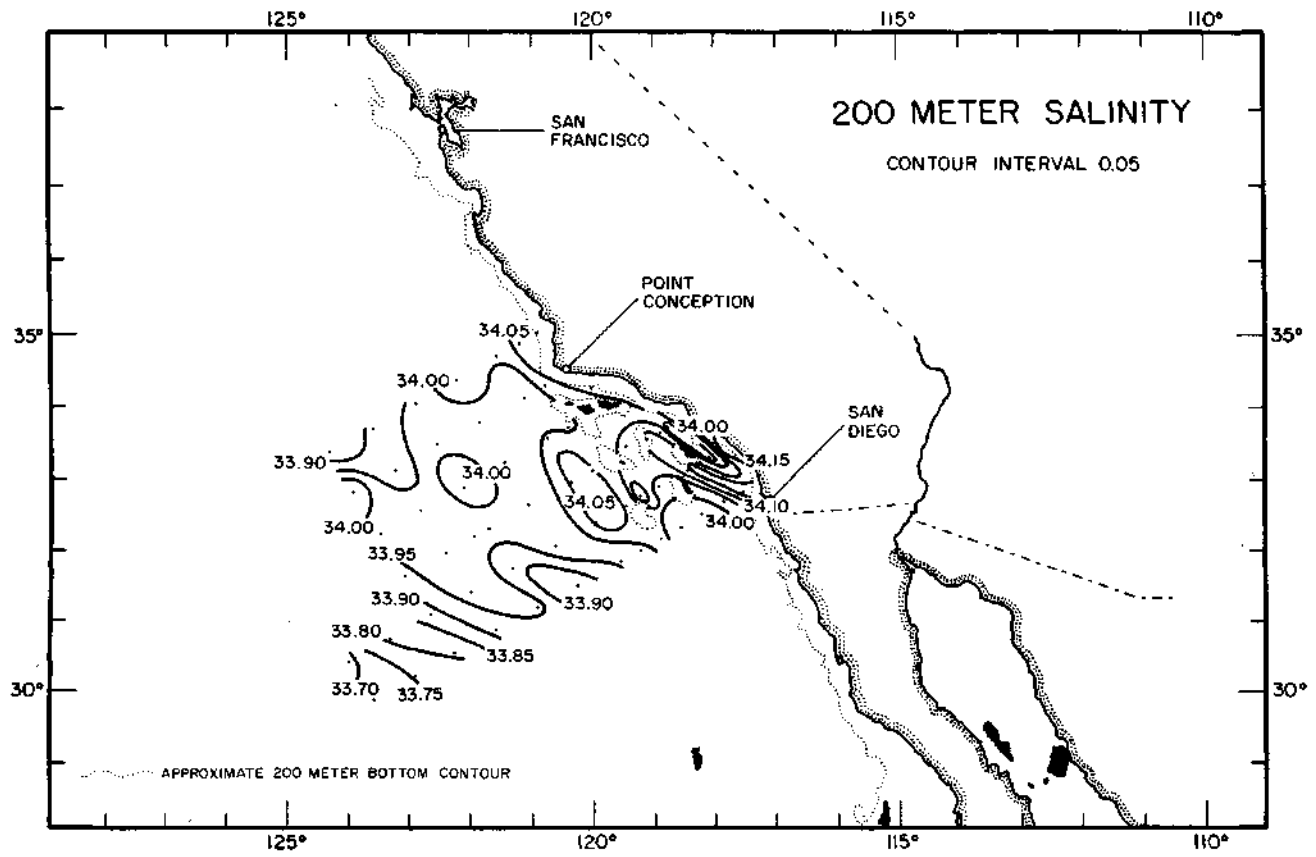 125° 120° 115° 110°
200 METER SALINITY
CONTOUR INTERVAL 0.05
SAN
FRANCISCO
POINT
CONCEPTION
35° 35°
34.05
34.00
SAN
DIEGO
34.00
33.90
34.00
34.15
34.05
34.10
34.00
34.00
33.95
33.90
33.90
33.80
33.85
33.70 33.75
30° 30°
APPROXIMATE 200 METER BOTTOM CONTOUR
125° 120° 115° 110°